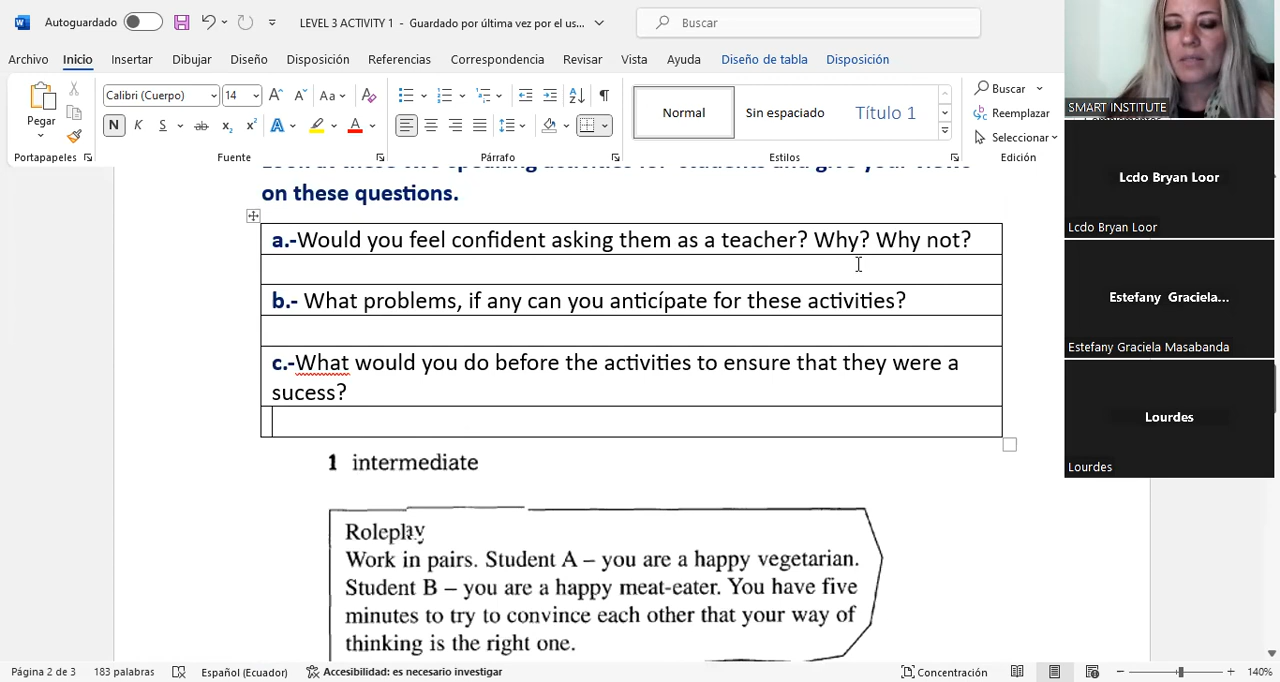 Autoguardado
LEVEL 3 ACTIVITY 1 - Guardado por última vez por el us...
Buscar
Archivo Inicio Insertar Dibujar Diseño Disposición Referencias Correspondencia Revisar Vista Ayuda Diseño de tabla Disposición
Pegar
Portapapeles
Calibri (Cuerpo) 14
N K S
Fuente
Párrafo
Normal
Sin espaciado
Título 1
Estilos
Buscar
Reemplazar
Seleccionar
Edición
on these questions.
a.-Would you feel confident asking them as a teacher? Why? Why not?
b.- What problems, if any can you anticípate for these activities?
c.-What would you do before the activities to ensure that they were a
sucess?
1 intermediate
Roleplay
Work in pairs. Student A – you are a happy vegetarian.
Student B – you are a happy meat-eater. You have five
minutes to try to convince each other that your way of
thinking is the right one.
SMART INSTITUTE
Lcdo Bryan Loor
Lcdo Bryan Loor
Estefany Graciela...
Estefany Graciela Masabanda
Lourdes
Lourdes
Página 2 de 3 183 palabras Español (Ecuador) Accesibilidad: es necesario investigar Concentración 140%